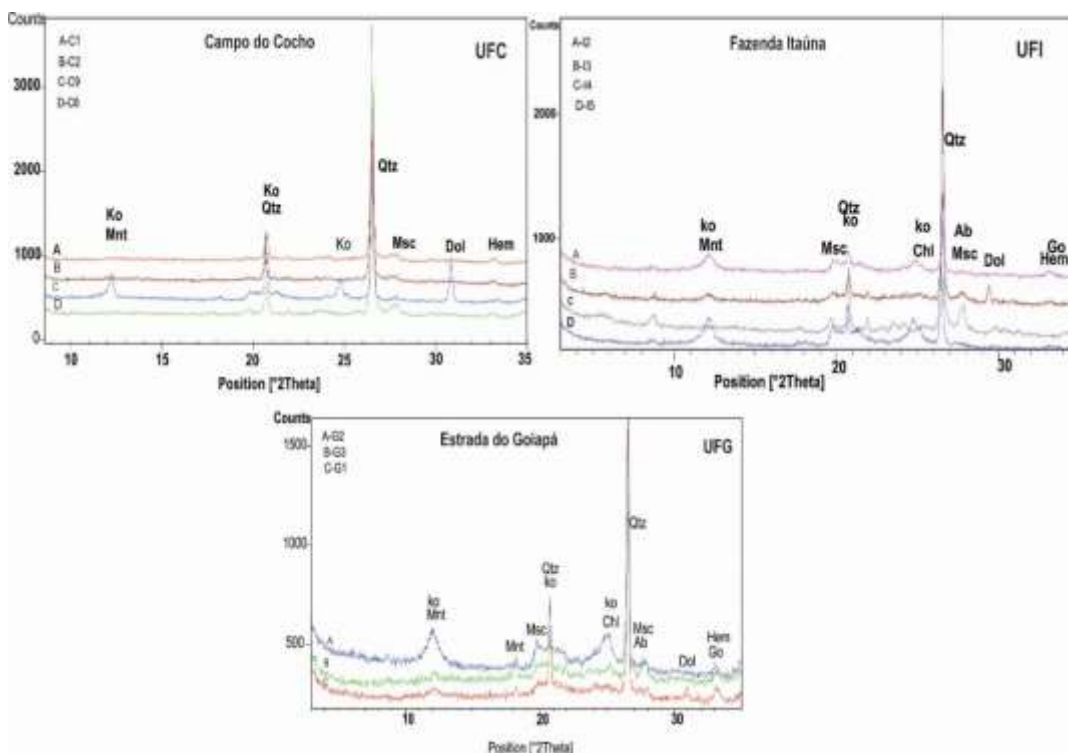 Counts
A-C1
B-C2
C-C9
D-C6
Campo do Cocho
UFC
3000
2000
1000
0
Ko
Mnt
Ko
Qtz
Ko
Qtz
Msc
Dol
Hem
A
B
C
D
10
15
20
25
30
35
Position [°2Theta]
Counts
A-I2
B-I3
C-I4
D-I5
Fazenda Itaúna
UFI
2000
1000
ko
Mnt
Msc
Qtz
ko
ko
Chl
Qtz
Ab
Msc
Dol
Go
Hem
A
B
c
D
10
20
30
Position [°2Theta]
Counts
A-G2
B-G3
C-G1
Estrada do Goiapá
UFG
1500
1000
500
ko
Mnt
Mnt
Msc
Qtz
ko
ko
Chl
Qtz
Msc
Ab
Dol
Hem
Go
A
B
10
20
30
Position [°2Theta]